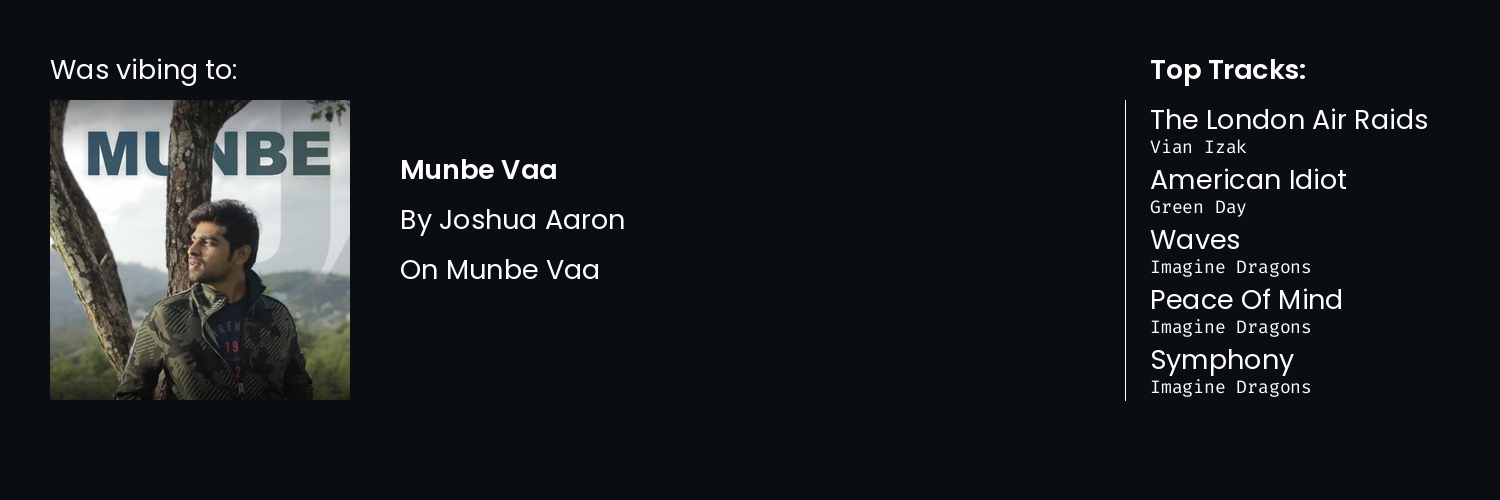 Was vibing to:
MUNBE
Munbe Vaa
By Joshua Aaron
On Munbe Vaa
Top Tracks:
The London Air Raids
Vian Izak
American Idiot
Green Day
Waves
Imagine Dragons
Peace Of Mind
Imagine Dragons
Symphony
Imagine Dragons